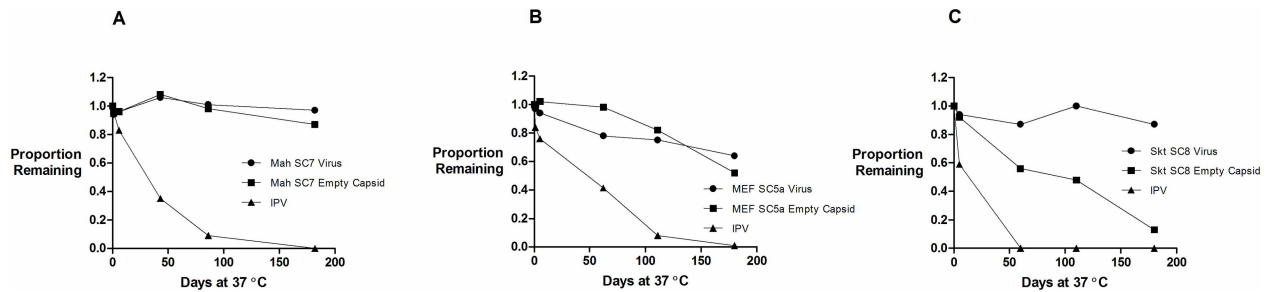 A
1.2
1.0
0.8
0.6
0.4
0.2
0.0
0
50
100
150
200
Proportion
Remaining
Days at 37 °C
Mah SC7 Virus
Mah SC7 Empty Capsid
IPV
B
1.2
1.0
0.8
0.6
0.4
0.2
0.0
0
50
100
150
200
Proportion
Remaining
Days at 37 °C
MEF SC5a Virus
MEF SC5a Empty Capsid
IPV
C
1.2
1.0
0.8
0.6
0.4
0.2
0.0
0
50
100
150
200
Proportion
Remaining
Days at 37 °C
Skt SC8 Virus
Skt SC8 Empty Capsid
IPV